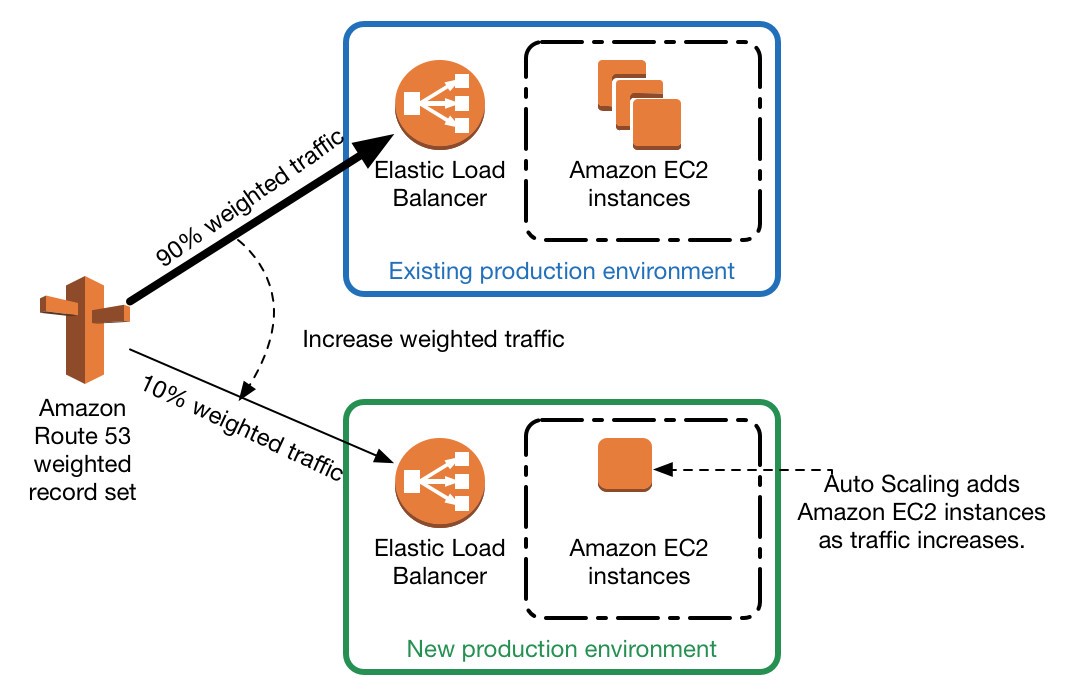 90% weighted traffic
Elastic Load
Balancer
Amazon EC2
instances
Existing production environment
Increase weighted traffic
Amazon
Route 53
weighted
record set
10% weighted traffic
Elastic Load
Balancer
Amazon EC2
instances
Auto Scaling adds
Amazon EC2 instances
as traffic increases.
New production environment